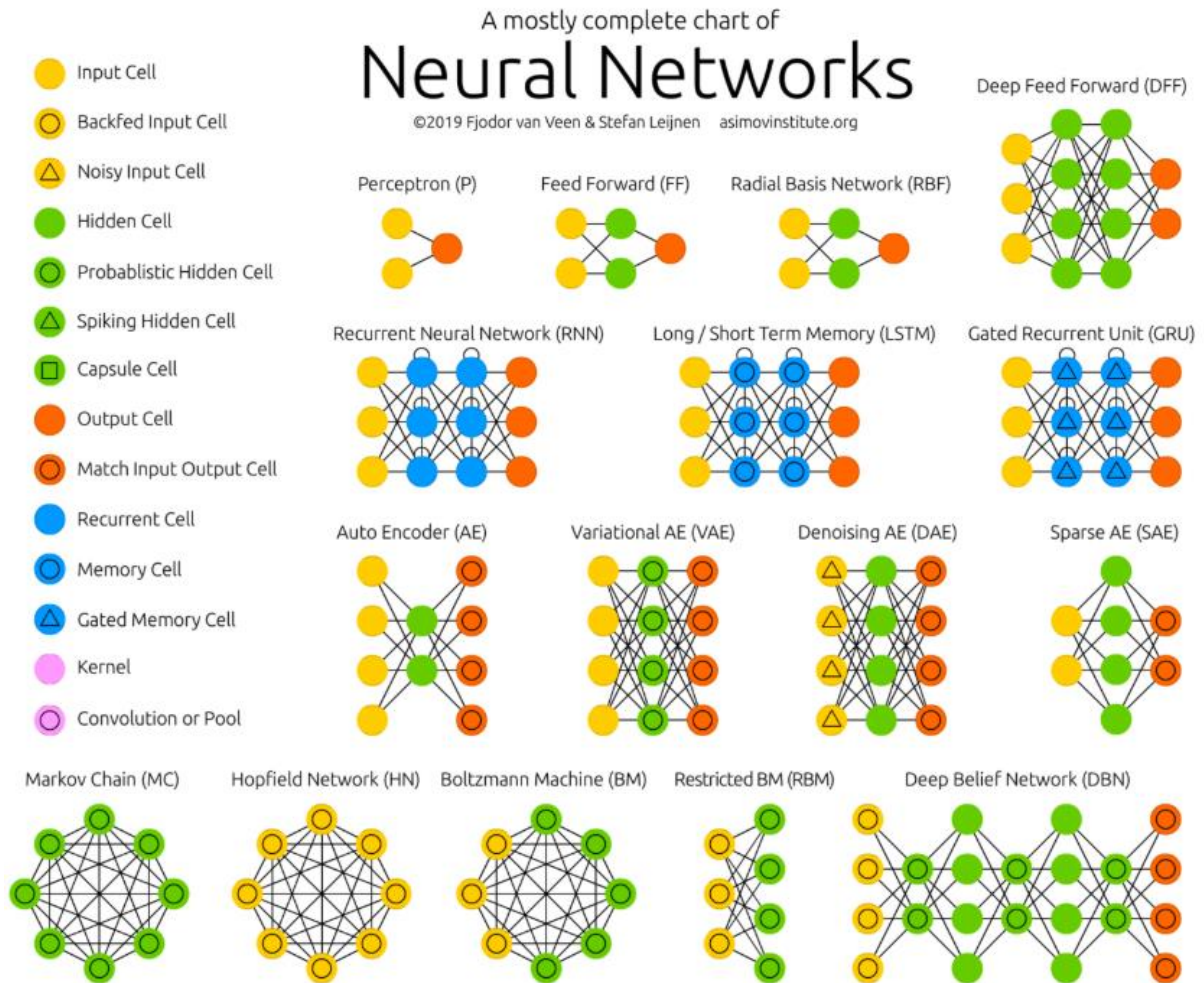 A mostly complete chart of
Neural Networks
©2019 Fjodor van Veen & Stefan Leijnen asimovinstitute.org
Input Cell
Backfed Input Cell
Noisy Input Cell
Hidden Cell
Probablistic Hidden Cell
Spiking Hidden Cell
Capsule Cell
Output Cell
Match Input Output Cell
Recurrent Cell
Memory Cell
Gated Memory Cell
Kernel
Convolution or Pool
Deep Feed Forward (DFF)
Perceptron (P)
Feed Forward (FF)
Radial Basis Network (RBF)
Recurrent Neural Network (RNN)
Long / Short Term Memory (LSTM)
Gated Recurrent Unit (GRU)
Auto Encoder (AE)
Variational AE (VAE)
Denoising AE (DAE)
Sparse AE (SAE)
Markov Chain (MC)
Hopfield Network (HN)
Boltzmann Machine (BM)
Restricted BM (RBM)
Deep Belief Network (DBN)